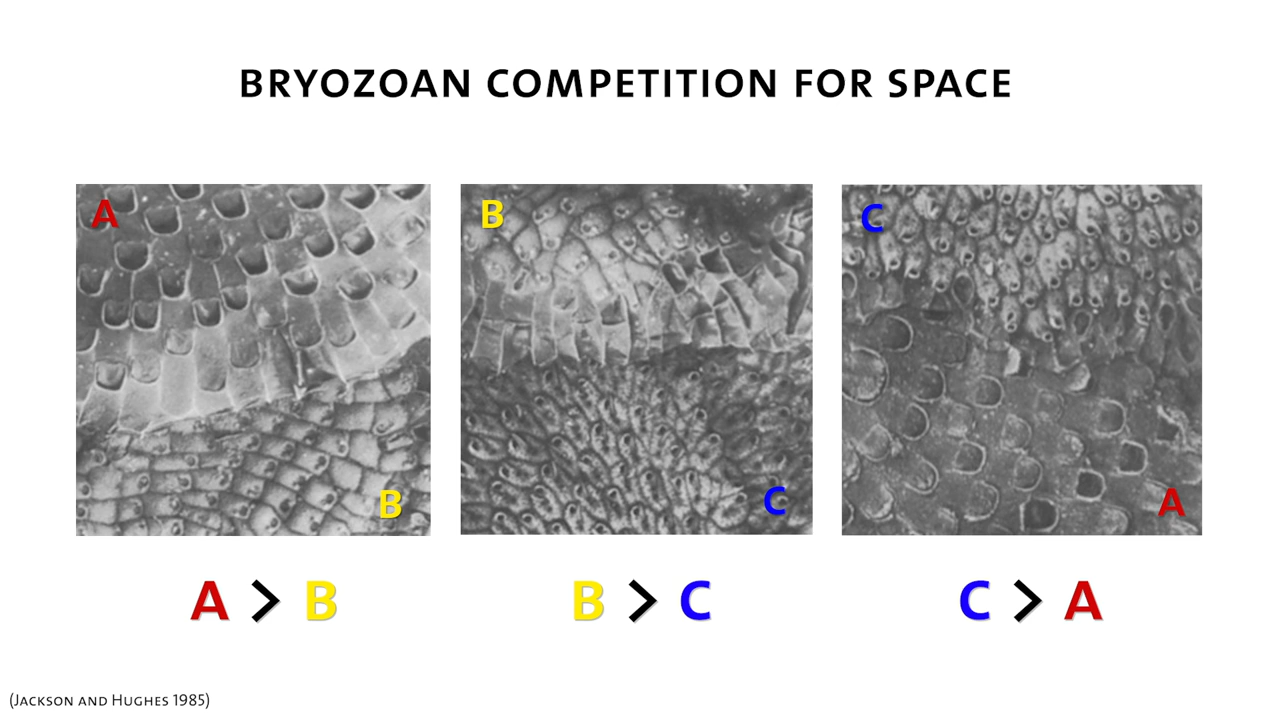 BRYOZOAN COMPETITION FOR SPACE
A
B
B
C
C
A
A > B
B > C
C > A
(Jackson and Hughes 1985)